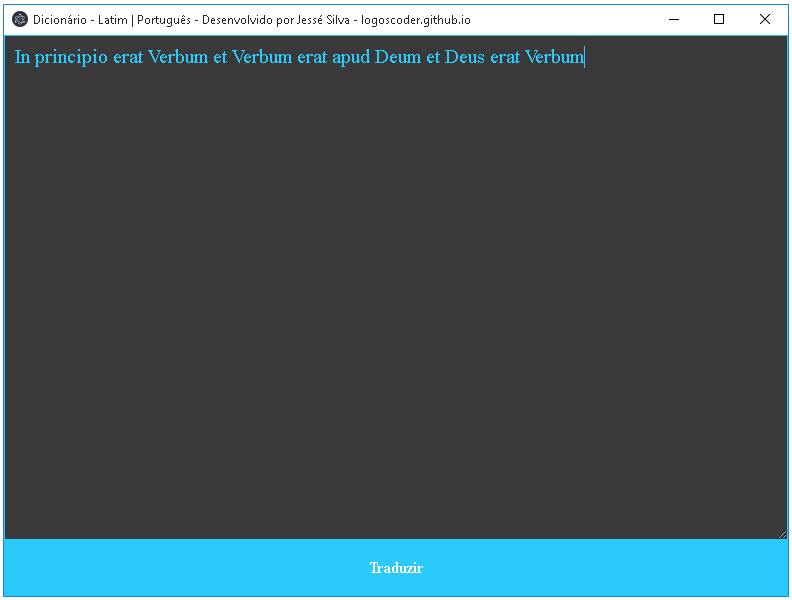 Dicionário - Latim | Português - Desenvolvido por Jessé Silva - logoscoder.github.io
In principio erat Verbum et Verbum erat apud Deum et Deus erat Verbum
Traduzir